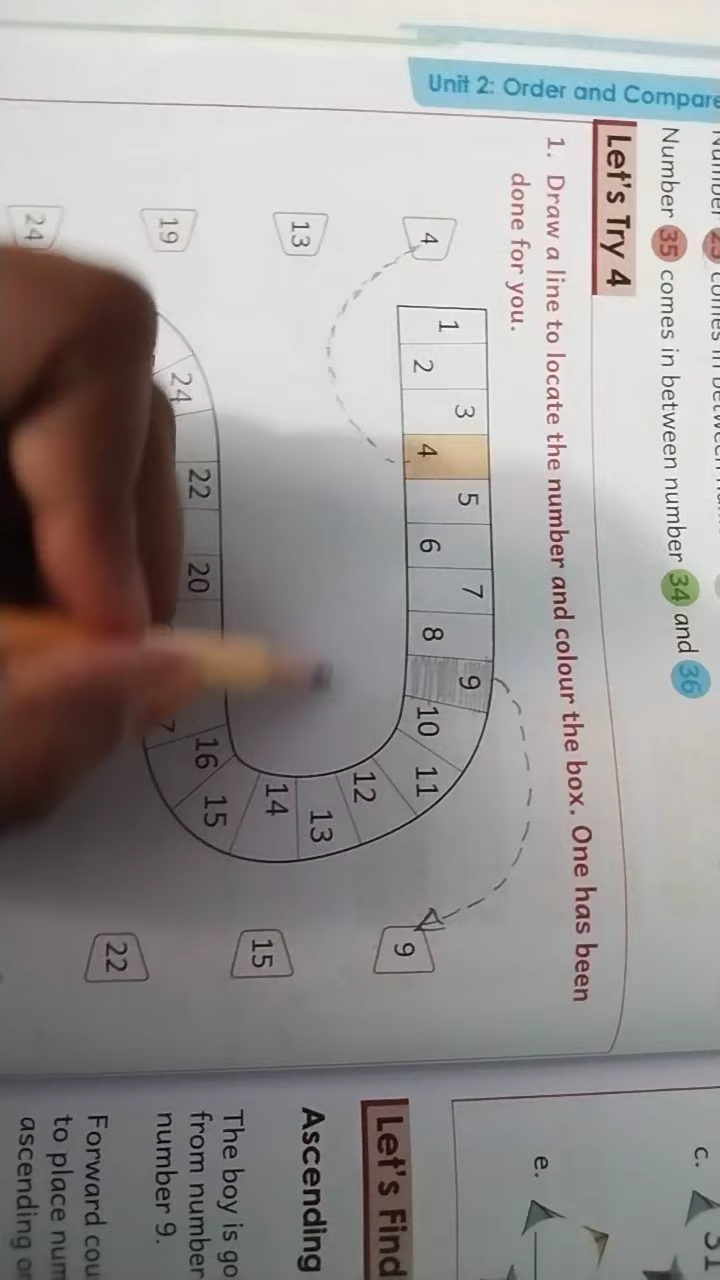 Unit 2: Order and Compare
Number 35 comes in between number 34 and 36
Let's Try 4
1. Draw a line to locate the number and colour the box. One has been
done for you.
4
13
19
24
1 2 3 4 5 6 7 8 9 10 11 12 13 14 15 16
20 22 24
9
15
22
c.
e.
Let's Find
Ascending
The boy is go
from number
number 9.
Forward cou
to place num
ascending or